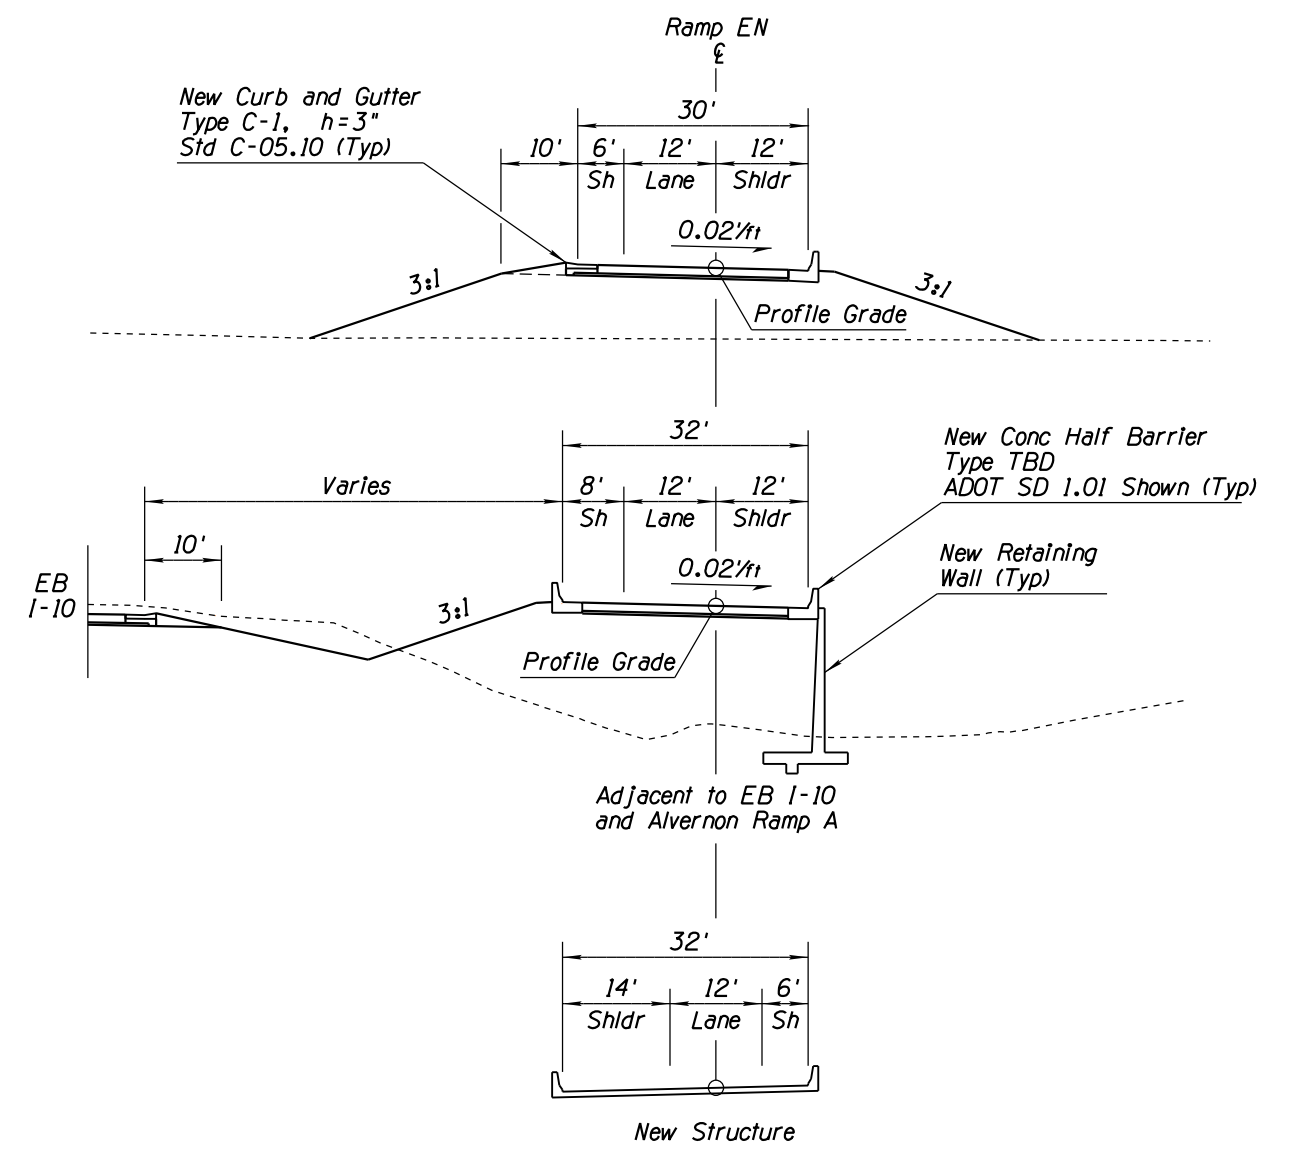 Ramp EN
℄
New Curb and Gutter
Type C-1, h=3"
Std C-05.10 (Typ)
30'
10' 6' 12' 12'
Sh Lane Shldr
0.02'/ft
3:1 3:1
Profile Grade
32'
New Conc Half Barrier
Type TBD
ADOT SD 1.01 Shown (Typ)
Varies 8' 12' 12'
Sh Lane Shldr
10'
New Retaining
Wall (Typ)
0.02'/ft
EB
I-10
3:1
Profile Grade
Adjacent to EB I-10
and Alvernon Ramp A
32'
14' 12' 6'
Shldr Lane Sh
New Structure